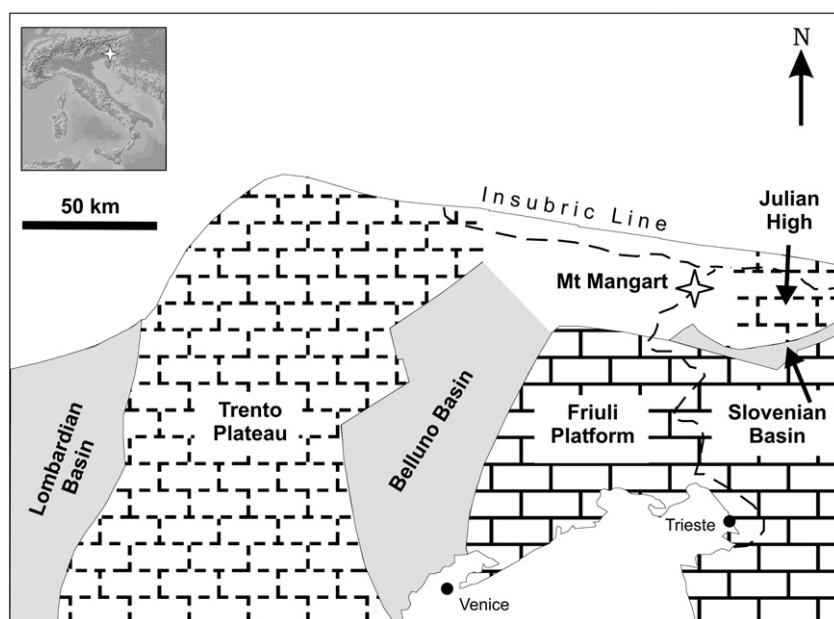 N
50 km
Insubric Line
Julian
High
Mt Mangart
Lombardian
Basin
Trento
Plateau
Belluno Basin
Friuli
Platform
Slovenian
Basin
Trieste
Venice